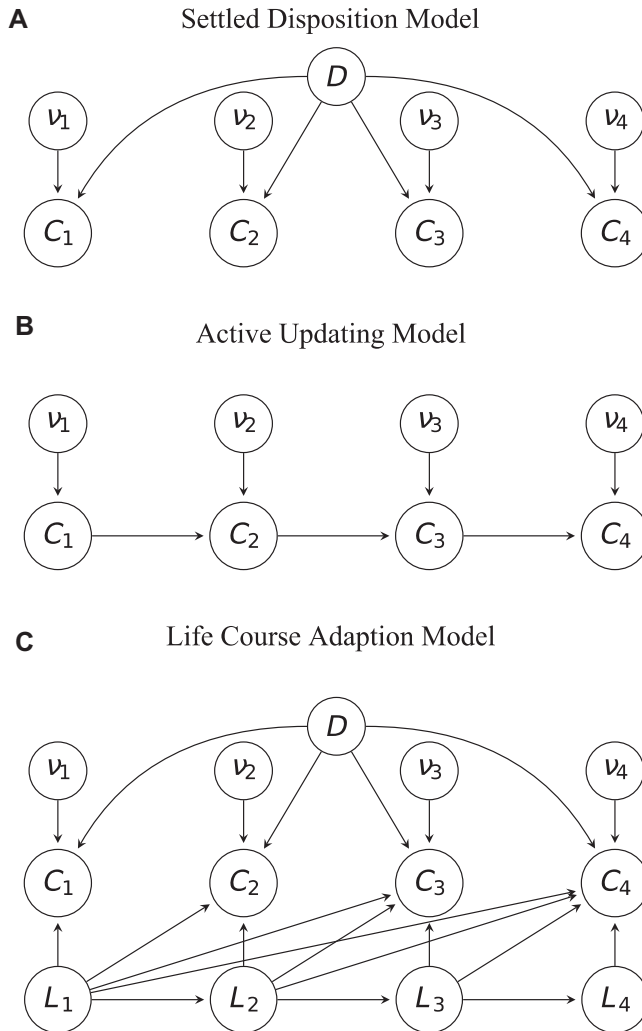 A
Settled Disposition Model
D
ν1 ν2 ν3 ν4
C1 C2 C3 C4
B
Active Updating Model
ν1 ν2 ν3 ν4
C1 C2 C3 C4
C
Life Course Adaption Model
D
ν1 ν2 ν3 ν4
C1 C2 C3 C4
L1 L2 L3 L4